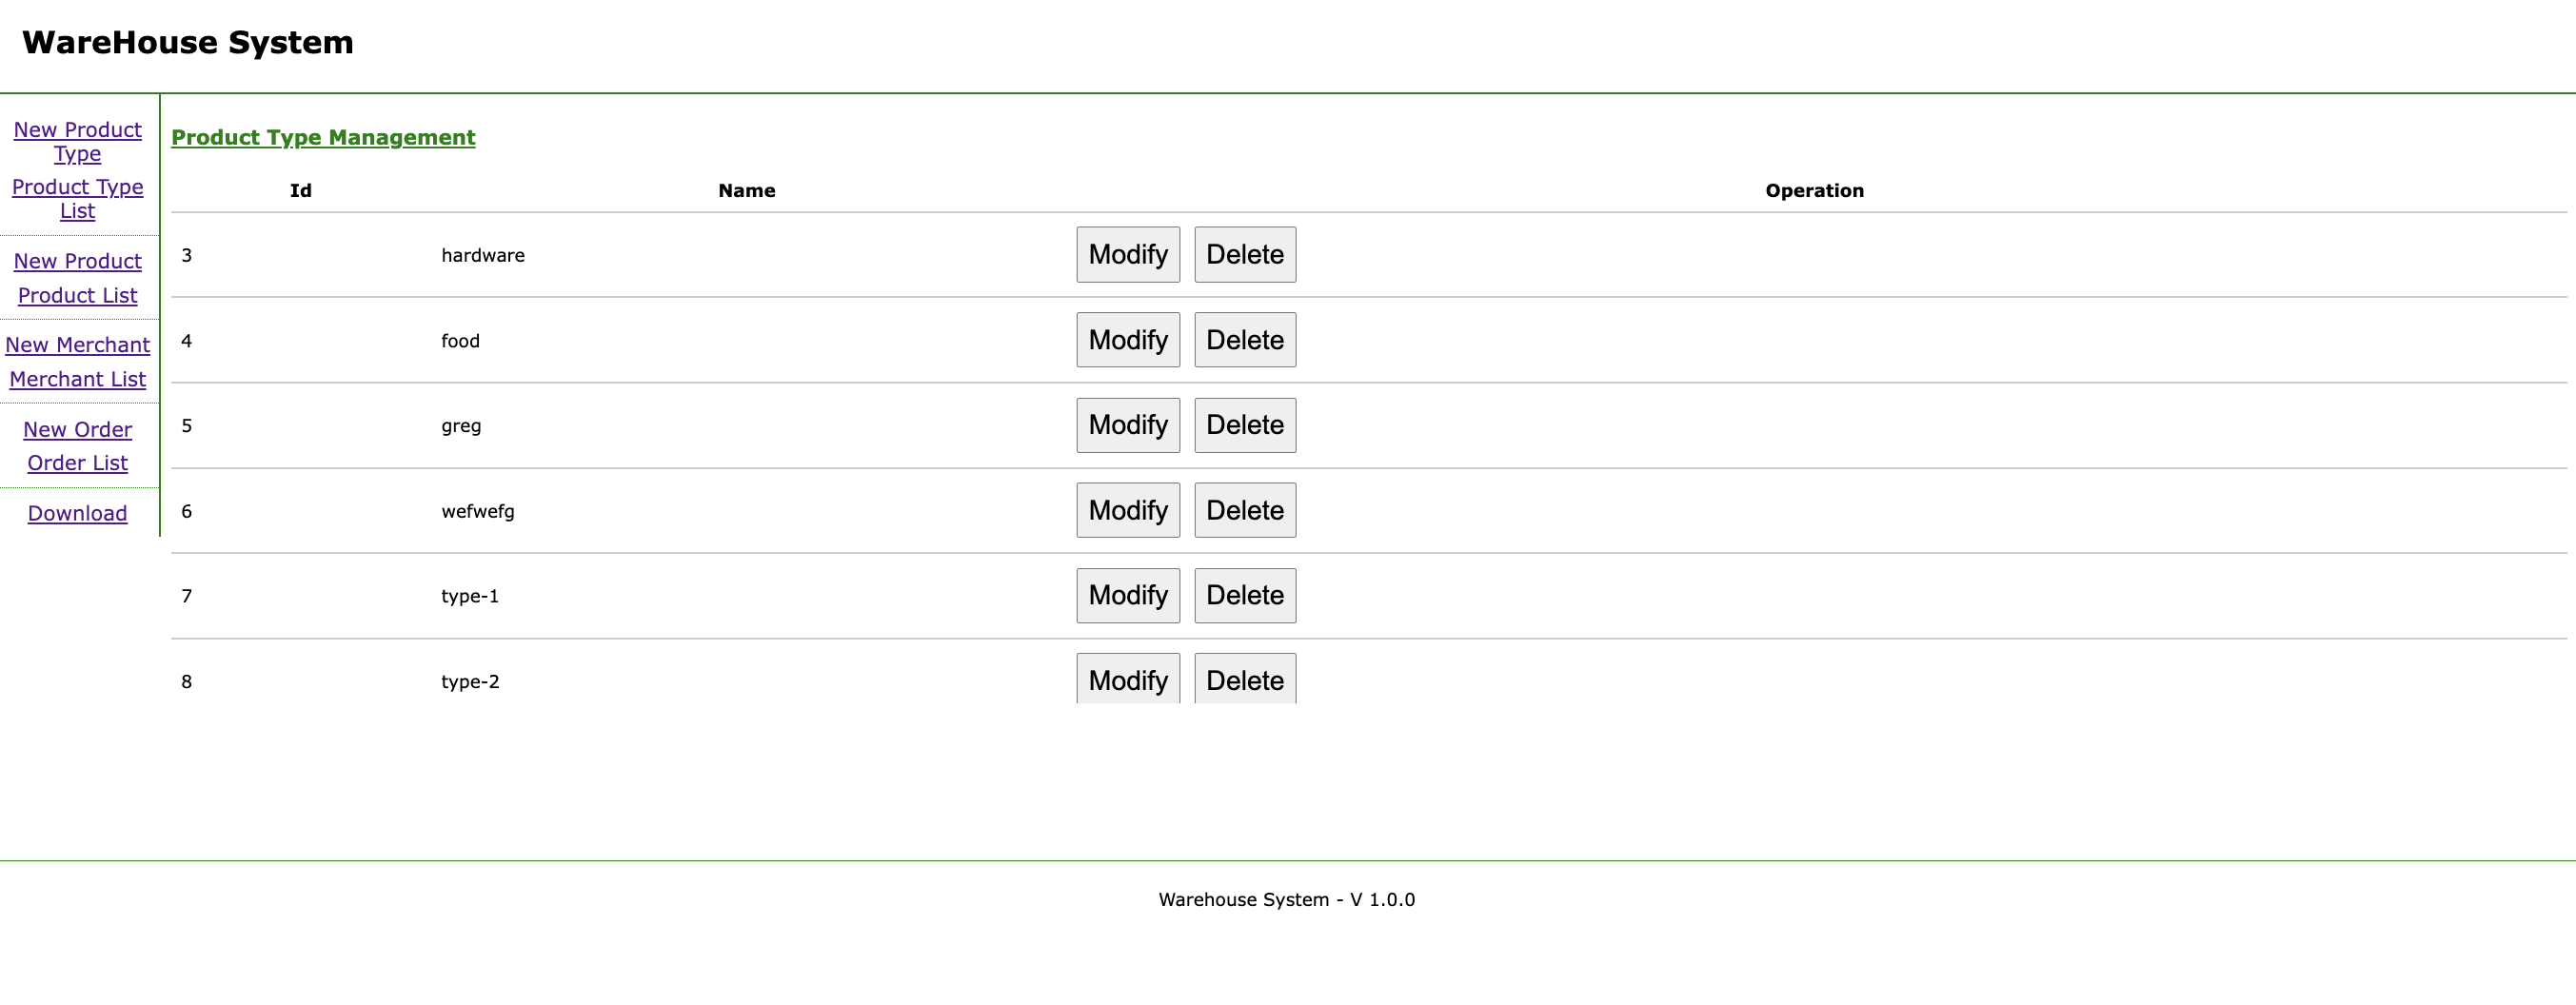 WareHouse System
New Product
Type
Product Type
List
New Product
Product List
New Merchant
Merchant List
New Order
Order List
Download
Product Type Management
Id Name Operation
3 hardware Modify Delete
4 food Modify Delete
5 greg Modify Delete
6 wefwefg Modify Delete
7 type-1 Modify Delete
8 type-2 Modify Delete
Warehouse System - V 1.0.0